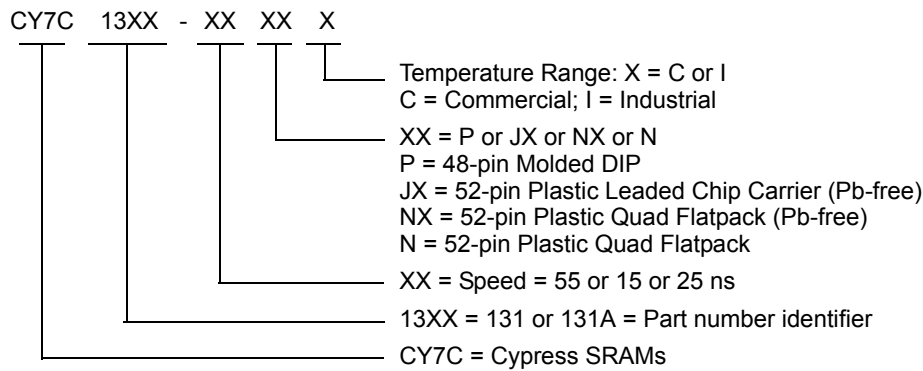 CY7C 13XX - XX XX X
Temperature Range: X = C or I
C = Commercial; I = Industrial
XX = P or JX or NX or N
P = 48-pin Molded DIP
JX = 52-pin Plastic Leaded Chip Carrier (Pb-free)
NX = 52-pin Plastic Quad Flatpack (Pb-free)
N = 52-pin Plastic Quad Flatpack
XX = Speed = 55 or 15 or 25 ns
13XX = 131 or 131A = Part number identifier
CY7C = Cypress SRAMs